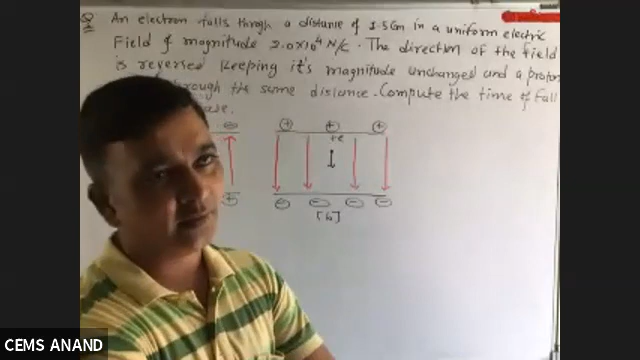 Q An electron falls through a distance of 1.5 Cm in a uniform electric
Field of magnitude 2.0×10⁴ N/C. The direction of the field
is reversed keeping it's magnitude unchanged and a proton
through the same distance. Compute the time of fall
+e
[b]
CEMS ANAND